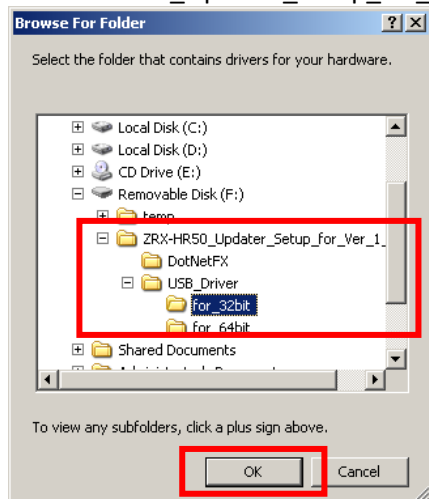 Browse For Folder
Select the folder that contains drivers for your hardware.
Local Disk (C:)
Local Disk (D:)
CD Drive (E:)
Removable Disk (F:)
temp
ZRX-HR50_Updater_Setup_for_Ver_1_
DotNetFX
USB_Driver
for_32bit
for_64bit
Shared Documents
To view any subfolders, click a plus sign above.
OK Cancel